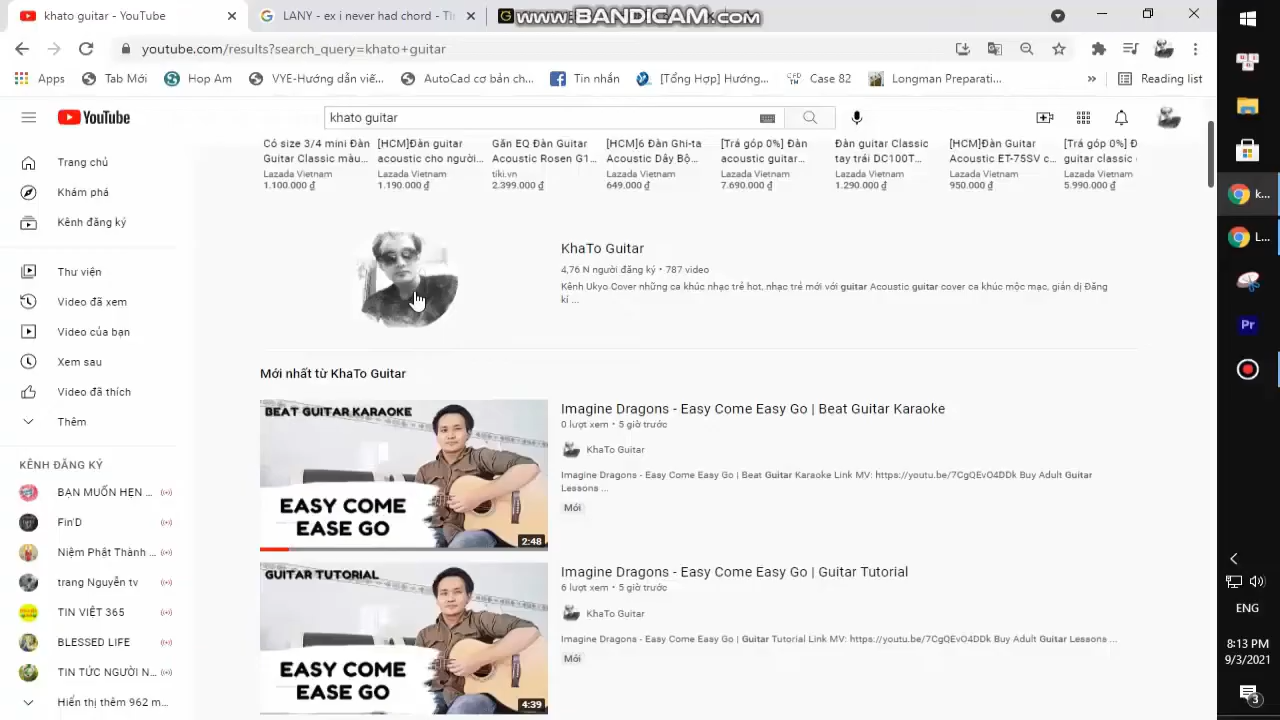 khato guitar - YouTube
LANY - ex i never had chord - Ti
www.BANDICAM.com
youtube.com/results?search_query=khato+guitar
Apps
Tab Mới
Hop Am
VYE-Hướng dẫn viế...
AutoCad cơ bản ch...
Tin nhắn
[Tổng Hợp] Hướng...
Case 82
Longman Preparati...
»
Reading list
YouTube
khato guitar
Có size 3/4 mini Đàn
Guitar Classic màu...
Lazada Vietnam
1.100.000 ₫
[HCM]Đàn guitar
acoustic cho người...
Lazada Vietnam
1.190.000 ₫
Gắn EQ Đàn Guitar
Acoustic Rosen G1...
tiki.vn
2.399.000 ₫
[HCM]6 Đàn Ghi-ta
Acoustic Dây Bộ...
Lazada Vietnam
649.000 ₫
[Trả góp 0%] Đàn
acoustic guitar...
Lazada Vietnam
7.690.000 ₫
Đàn guitar Classic
tay trái DC100T...
Lazada Vietnam
1.290.000 ₫
[HCM]Đàn Guitar
Acoustic ET-75SV c...
Lazada Vietnam
950.000 ₫
[Trả góp 0%] Đ
guitar classic
Lazada Vietnam
5.990.000 ₫
Trang chủ
Khám phá
Kênh đăng ký
Thư viện
Video đã xem
Video của bạn
Xem sau
Video đã thích
Thêm
KÊNH ĐĂNG KÝ
BẠN MUỐN HẸN ...
Fin'D
Niệm Phật Thành ...
trang Nguyễn tv
TIN VIỆT 365
BLESSED LIFE
TIN TỨC NGƯỜI N...
Hiển thị thêm 962 m...
KhaTo Guitar
4,76 N người đăng ký • 787 video
Kênh Ukyo Cover những ca khúc nhạc trẻ hot, nhạc trẻ mới với guitar Acoustic guitar cover ca khúc mộc mạc, giản dị Đăng
kí ...
Mới nhất từ KhaTo Guitar
BEAT GUITAR KARAOKE
EASY COME
EASE GO
2:48
Imagine Dragons - Easy Come Easy Go | Beat Guitar Karaoke
0 lượt xem • 5 giờ trước
KhaTo Guitar
Imagine Dragons - Easy Come Easy Go | Beat Guitar Karaoke Link MV: https://youtu.be/7CgQEvO4DDk Buy Adult Guitar
Lessons ...
Mới
GUITAR TUTORIAL
EASY COME
EASE GO
4:39
Imagine Dragons - Easy Come Easy Go | Guitar Tutorial
6 lượt xem • 5 giờ trước
KhaTo Guitar
Imagine Dragons - Easy Come Easy Go | Guitar Tutorial Link MV: https://youtu.be/7CgQEvO4DDk Buy Adult Guitar Lessons ...
Mới
k...
L...
Pr
ENG
8:13 PM
9/3/2021
3